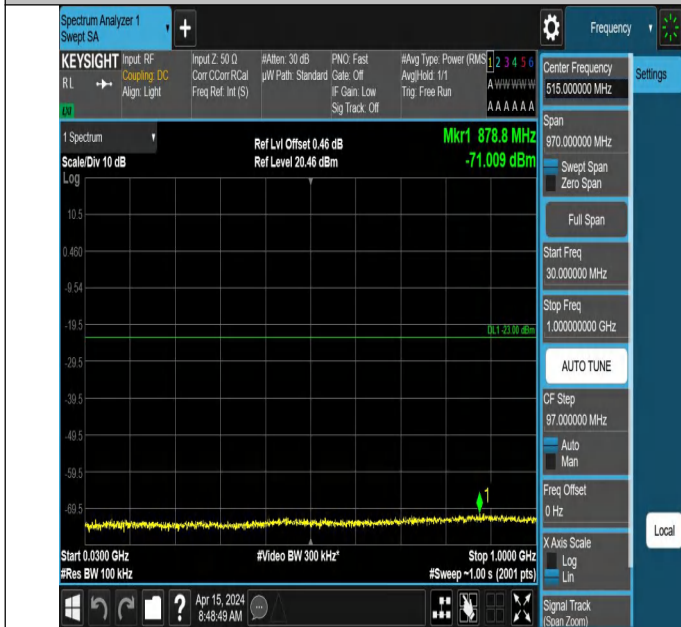 Spectrum Analyzer 1
Swept SA
+
Frequency
KEYSIGHT
RL
Input: RF
Coupling: DC
Align: Light
Input Z: 50 Ω
Corr CCorr RCal
Freq Ref: Int (S)
#Atten: 30 dB
µW Path: Standard
PNO: Fast
Gate: Off
IF Gain: Low
Sig Track: Off
#Avg Type: Power (RMS
Avg|Hold: 1/1
Trig: Free Run
1 2 3 4 5 6
A W W W W W
A A A A A A
1 Spectrum
Scale/Div 10 dB
Log
Ref Lvl Offset 0.46 dB
Ref Level 20.46 dBm
Mkr1 878.8 MHz
-71.009 dBm
10.5
0.460
-9.54
-19.5
DL1 -23.00 dBm
-29.5
-39.5
-49.5
-59.5
-69.5
1
Start 0.0300 GHz
#Res BW 100 kHz
#Video BW 300 kHz*
Stop 1.0000 GHz
#Sweep ~1.00 s (2001 pts)
Center Frequency
515.000000 MHz
Settings
Span
970.000000 MHz
Swept Span
Zero Span
Full Span
Start Freq
30.000000 MHz
Stop Freq
1.000000000 GHz
AUTO TUNE
CF Step
97.000000 MHz
Auto
Man
Freq Offset
0 Hz
X Axis Scale
Log
Lin
Local
Signal Track
(Span Zoom)
?
Apr 15, 2024
8:48:49 AM